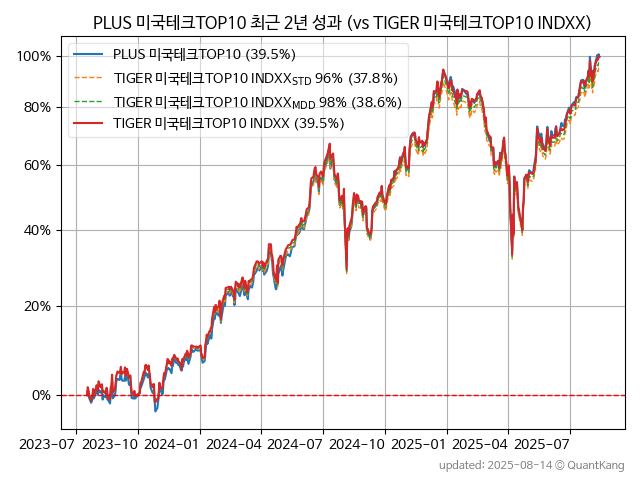 PLUS 미국테크TOP10 최근 2년 성과 (vs TIGER 미국테크TOP10 INDXX)
100%
80%
60%
40%
20%
0%
PLUS 미국테크TOP10 (39.5%)
TIGER 미국테크TOP10 INDXX STD 96% (37.8%)
TIGER 미국테크TOP10 INDXX MDD 98% (38.6%)
TIGER 미국테크TOP10 INDXX (39.5%)
2023-07 2023-10 2024-01 2024-04 2024-07 2024-10 2025-01 2025-04 2025-07
updated: 2025-08-14 © QuantKang